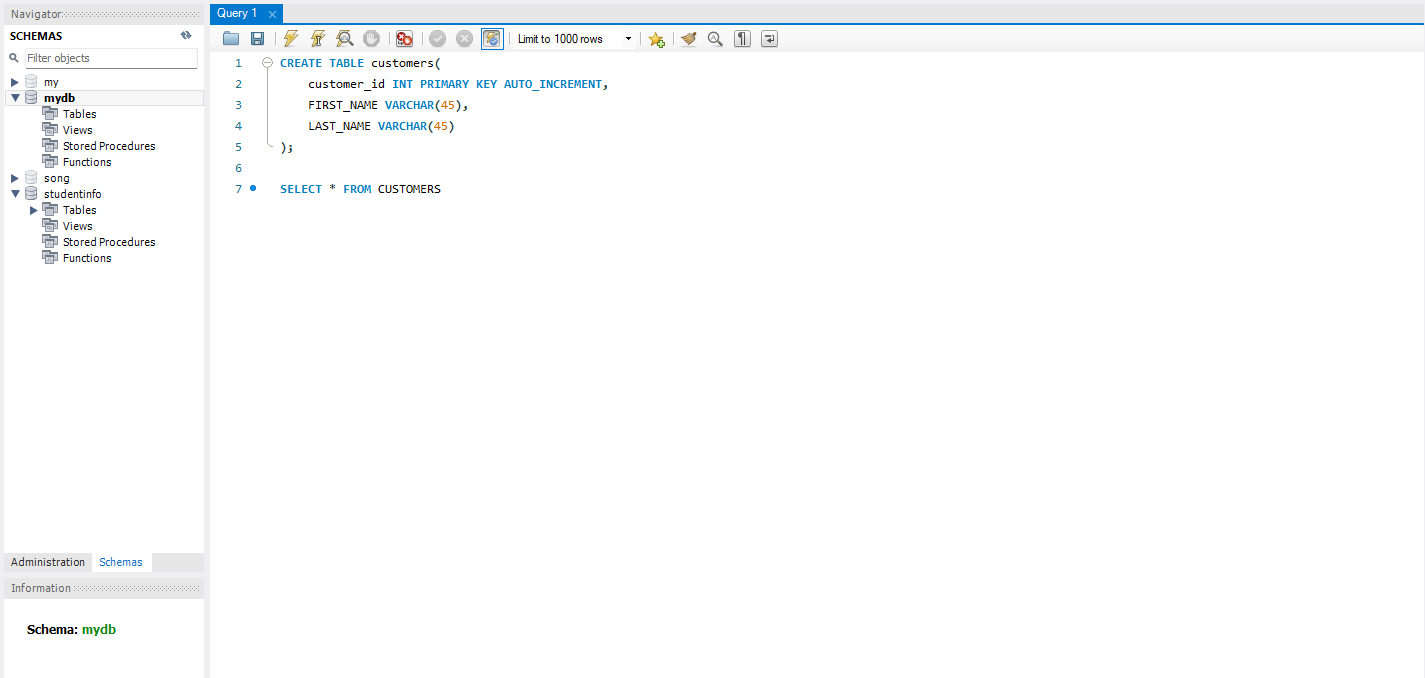 Navigator
SCHEMAS
Filter objects
my
mydb
Tables
Views
Stored Procedures
Functions
song
studentinfo
Tables
Views
Stored Procedures
Functions
Administration Schemas
Information
Schema: mydb
Query 1
Limit to 1000 rows
1 CREATE TABLE customers(
2 customer_id INT PRIMARY KEY AUTO_INCREMENT,
3 FIRST_NAME VARCHAR(45),
4 LAST_NAME VARCHAR(45)
5 );
6
7 SELECT * FROM CUSTOMERS